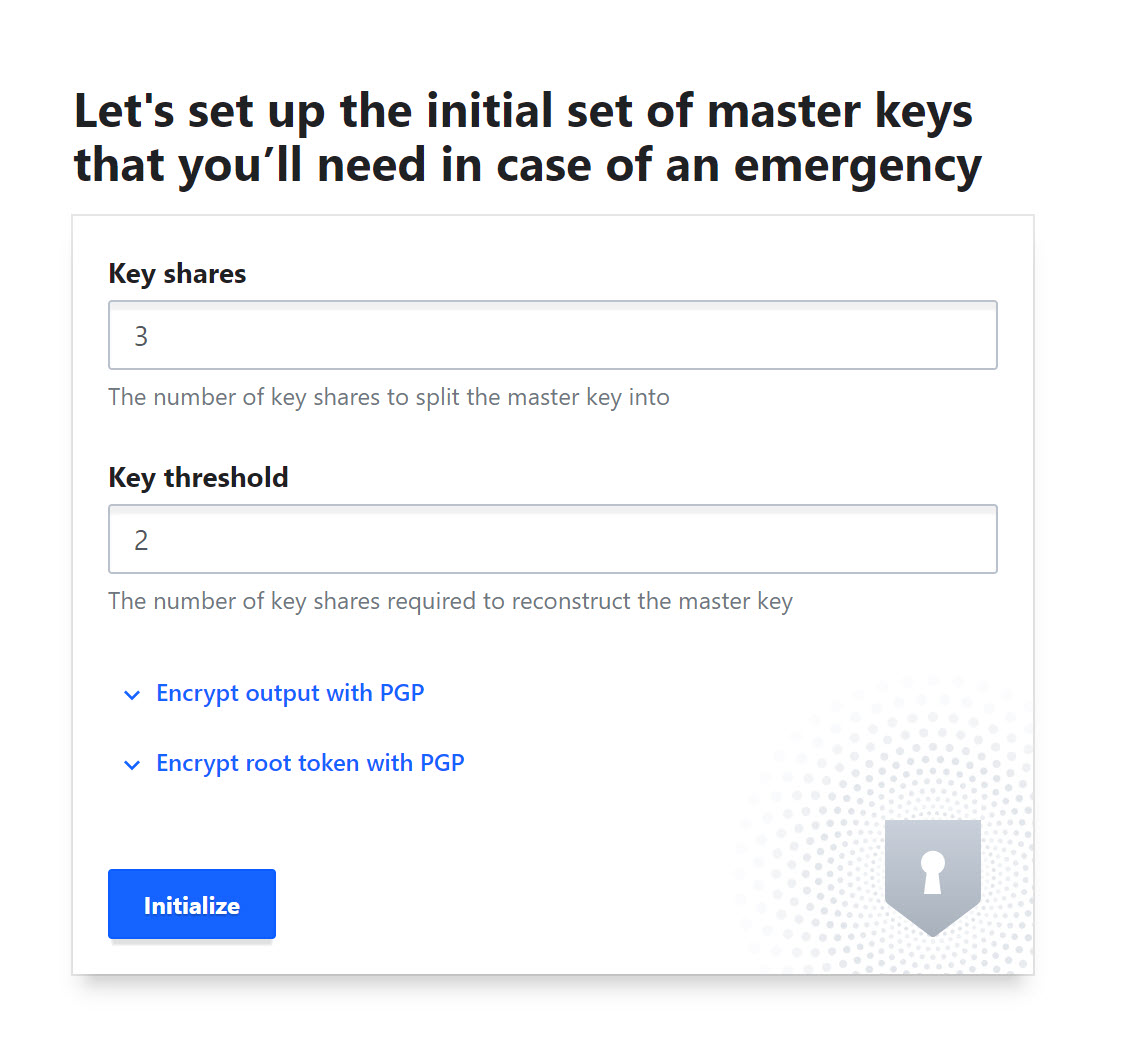 Let's set up the initial set of master keys
that you’ll need in case of an emergency
Key shares
3
The number of key shares to split the master key into
Key threshold
2
The number of key shares required to reconstruct the master key
Encrypt output with PGP
Encrypt root token with PGP
Initialize